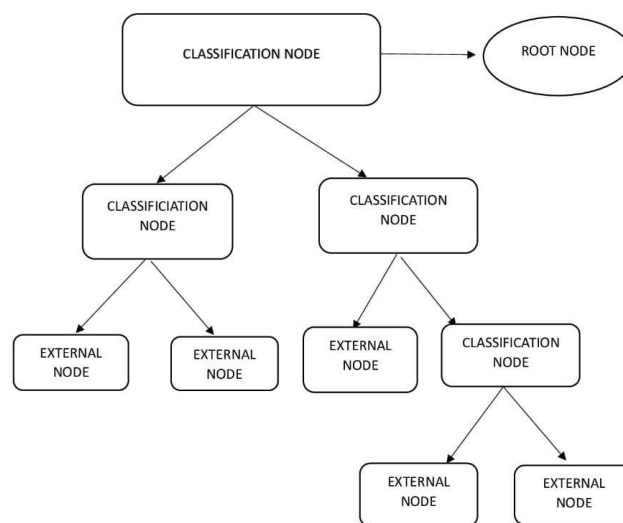 CLASSIFICATION NODE
ROOT NODE
CLASSIFICIATION
NODE
CLASSIFICATION
NODE
EXTERNAL
NODE
EXTERNAL
NODE
EXTERNAL
NODE
CLASSIFICATION
NODE
EXTERNAL
NODE
EXTERNAL
NODE